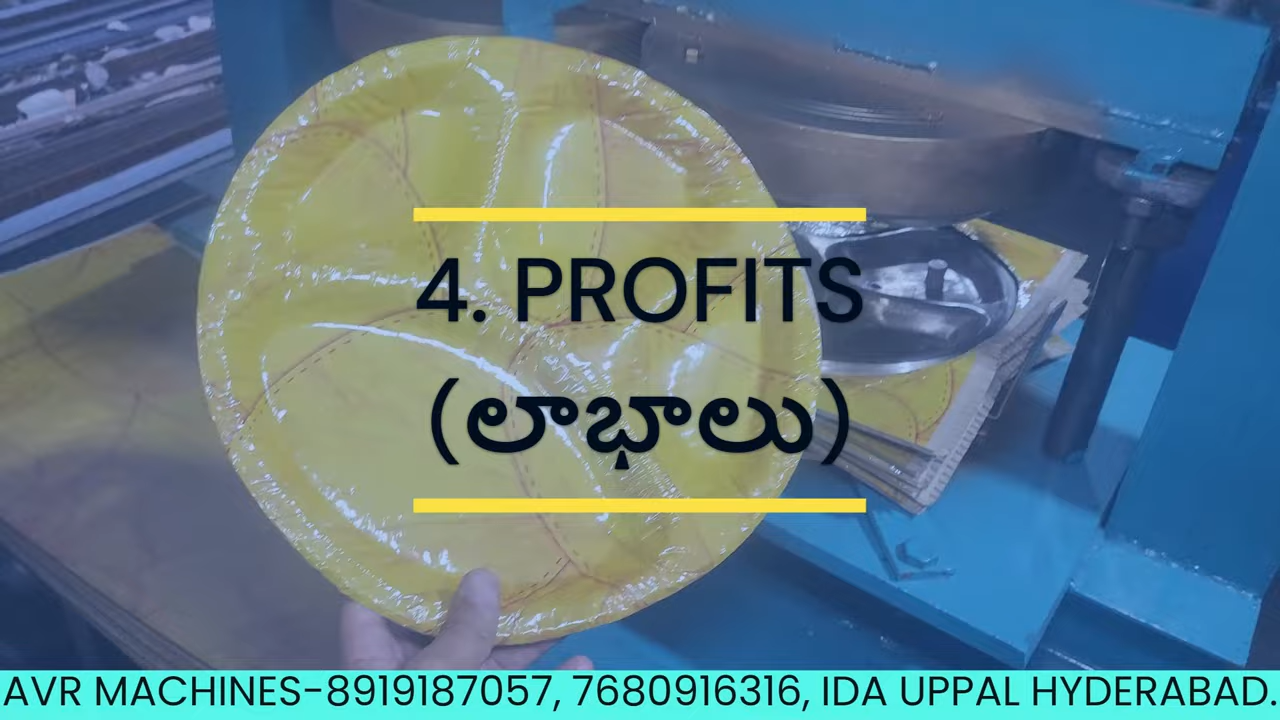 4. PROFITS
(లాభాలు)
AVR MACHINES-8919187057, 7680916316, IDA UPPAL HYDERABAD.